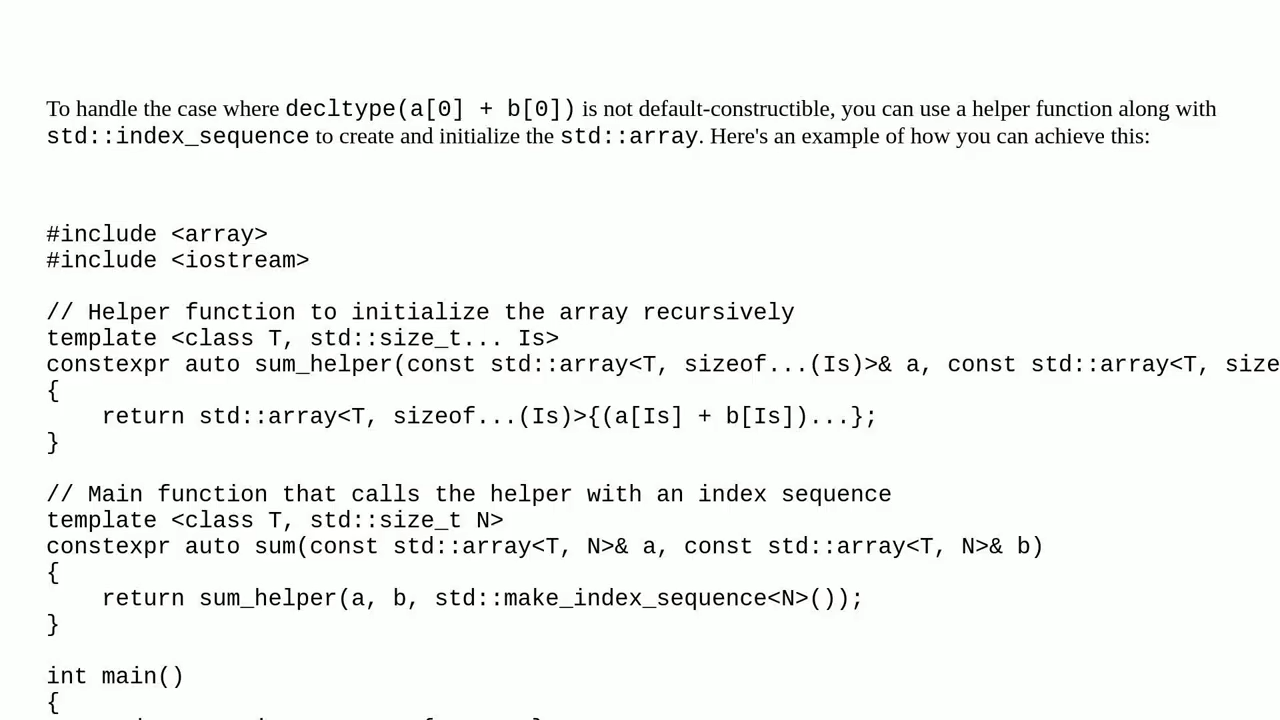 To handle the case where decltype(a[0] + b[0]) is not default-constructible, you can use a helper function along with
std::index_sequence to create and initialize the std::array. Here's an example of how you can achieve this:
#include <array>
#include <iostream>
// Helper function to initialize the array recursively
template <class T, std::size_t... Is>
constexpr auto sum_helper(const std::array<T, sizeof...(Is)>& a, const std::array<T, size
{
    return std::array<T, sizeof...(Is)>{(a[Is] + b[Is])...};
}
// Main function that calls the helper with an index sequence
template <class T, std::size_t N>
constexpr auto sum(const std::array<T, N>& a, const std::array<T, N>& b)
{
    return sum_helper(a, b, std::make_index_sequence<N>());
}
int main()
{